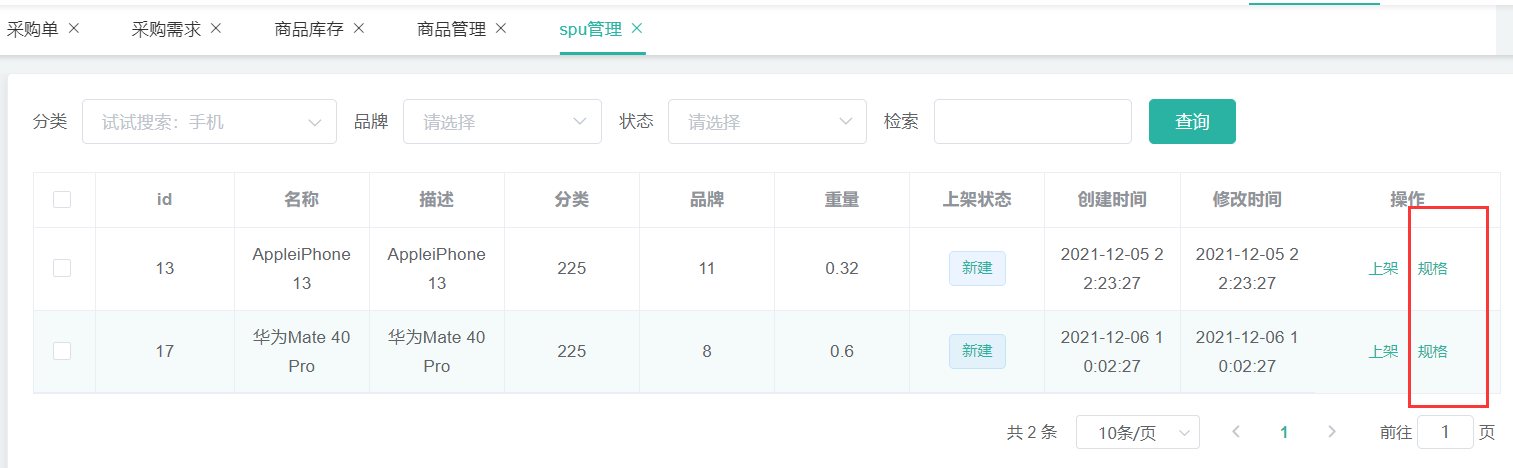 采购单 × 采购需求 × 商品库存 × 商品管理 × spu管理 ×
分类 试试搜索：手机 品牌 请选择 状态 请选择 检索 查询
id 名称 描述 分类 品牌 重量 上架状态 创建时间 修改时间 操作
13 AppleiPhone 13 AppleiPhone 13 225 11 0.32 新建 2021-12-05 22:23:27 2021-12-05 22:23:27 上架 规格
17 华为Mate 40 Pro 华为Mate 40 Pro 225 8 0.6 新建 2021-12-06 10:02:27 2021-12-06 10:02:27 上架 规格
共 2 条 10条/页 1 前往 1 页